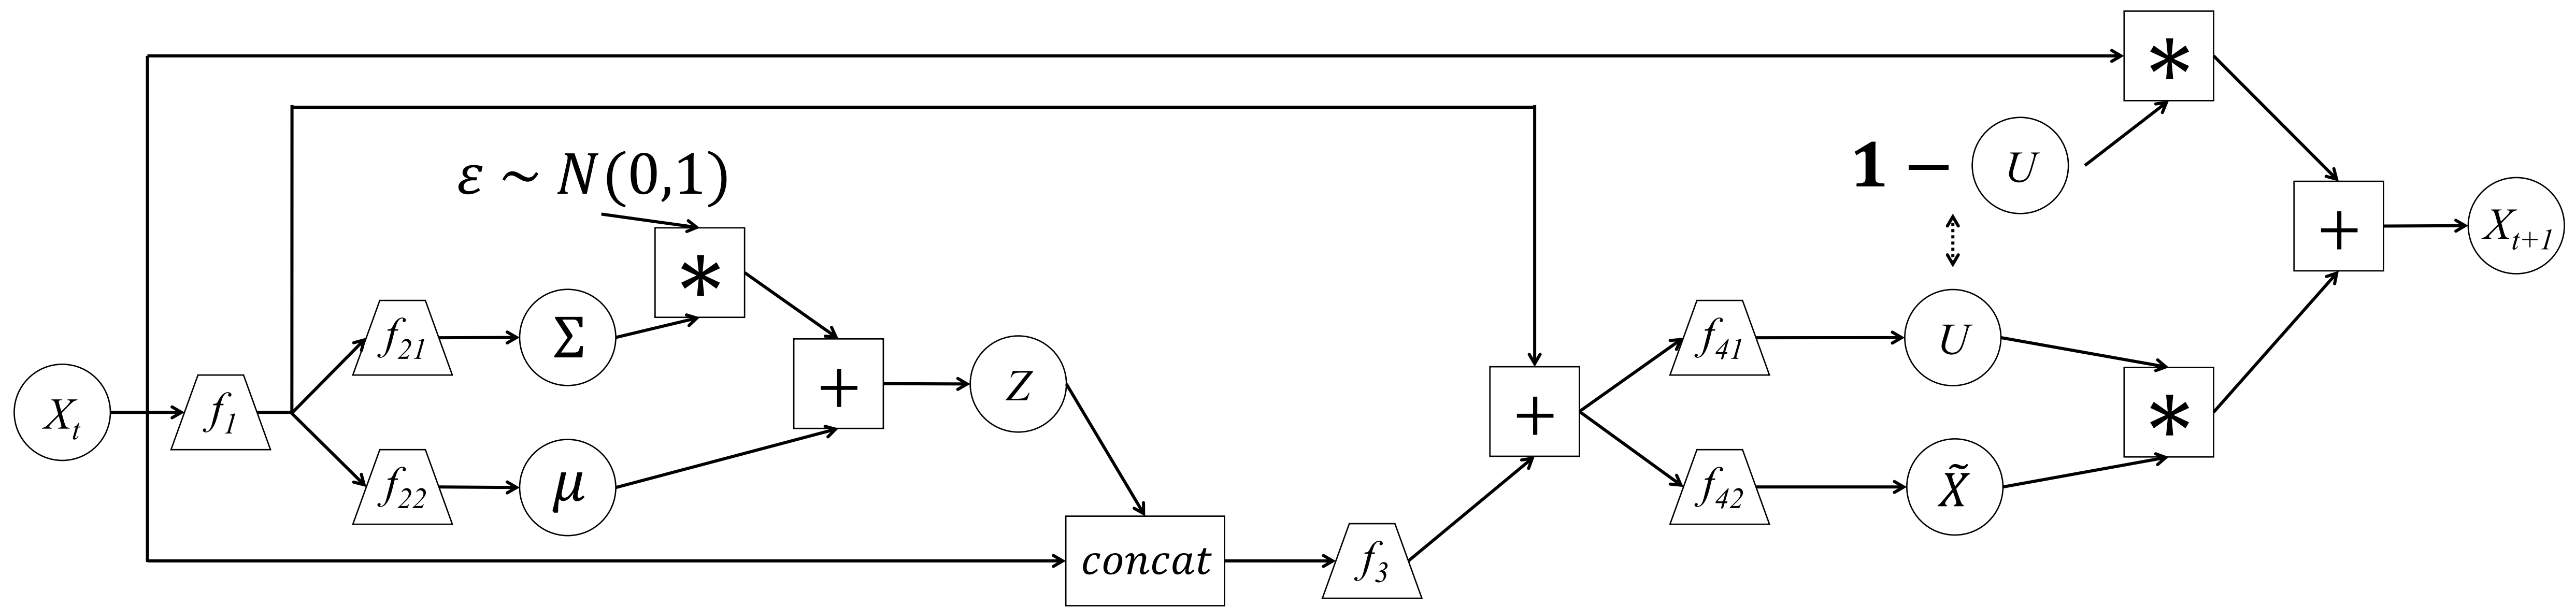 X_t
f_1
f_21
f_22
Σ
μ
ε ~ N(0,1)
*
+
Z
concat
f_3
+
f_41
f_42
U
X̃
1 − U
*
*
+
X_{t+1}